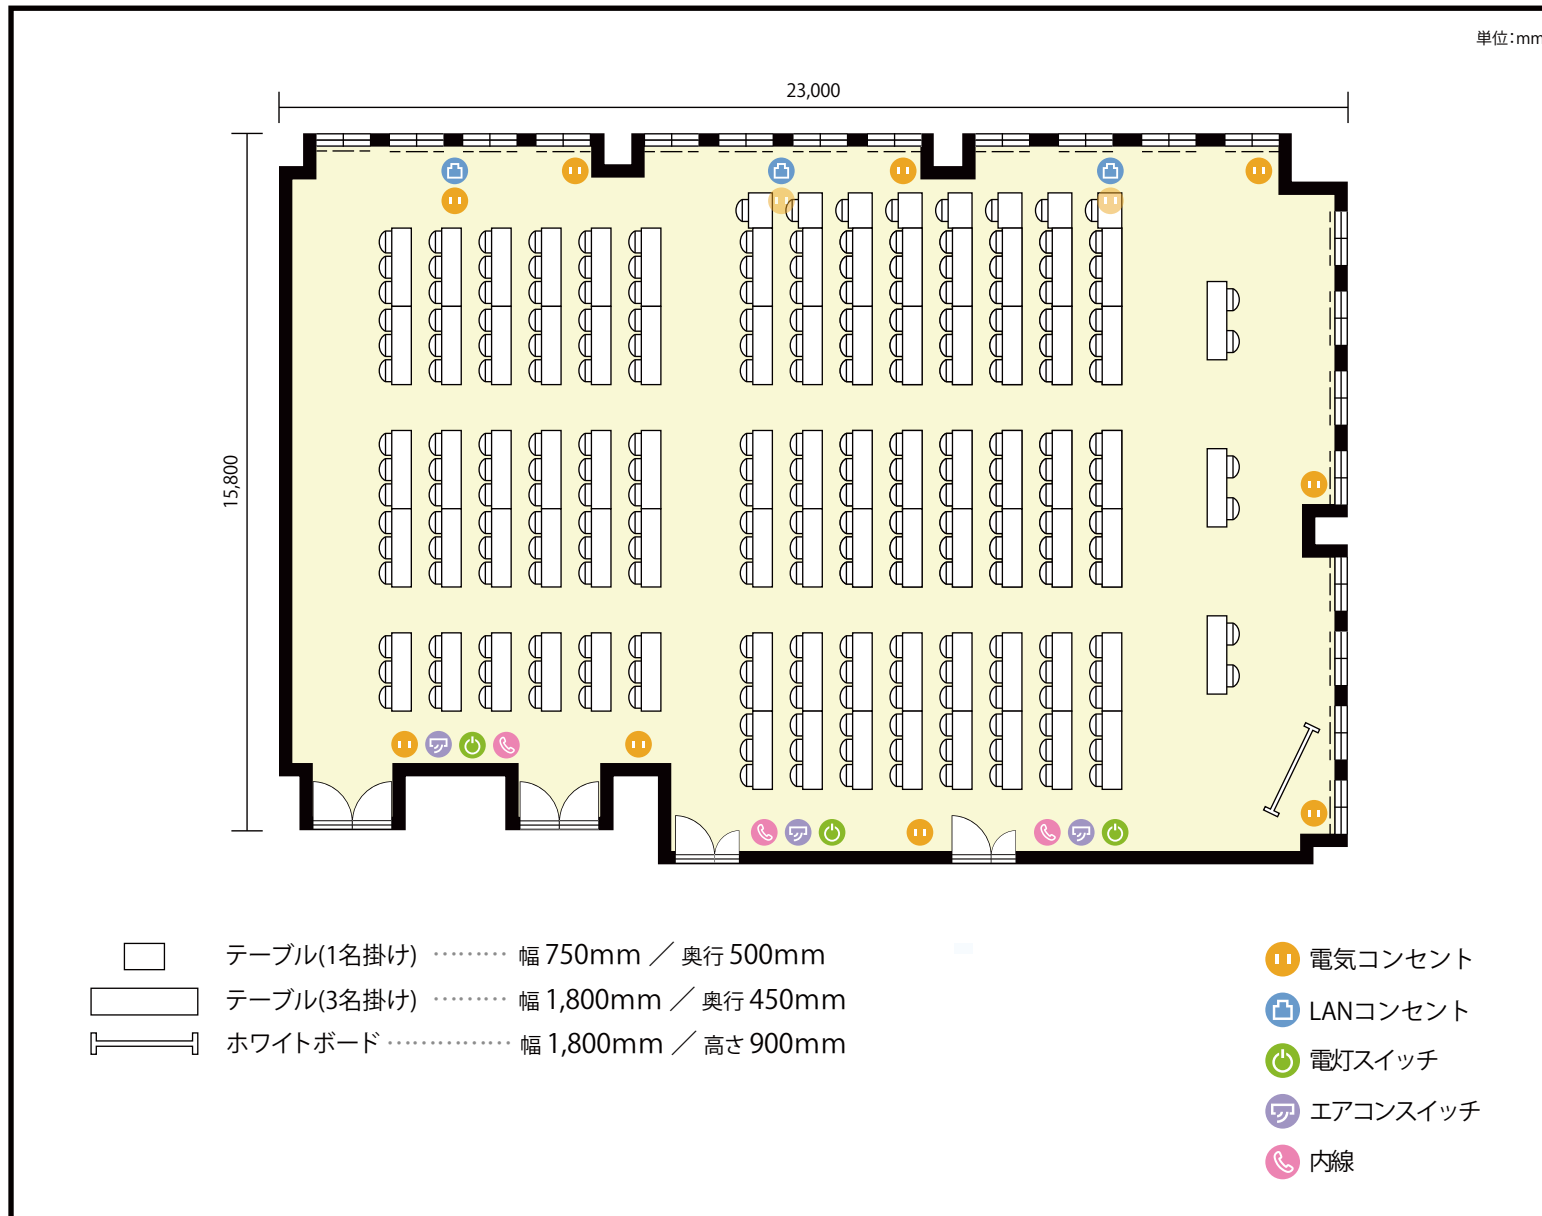 単位：mm
23,000
15,800
テーブル(1名掛け) ……… 幅 750mm ／ 奥行 500mm
テーブル(3名掛け) ……… 幅 1,800mm ／ 奥行 450mm
ホワイトボード …………… 幅 1,800mm ／ 高さ 900mm
電気コンセント
LANコンセント
電灯スイッチ
エアコンスイッチ
内線